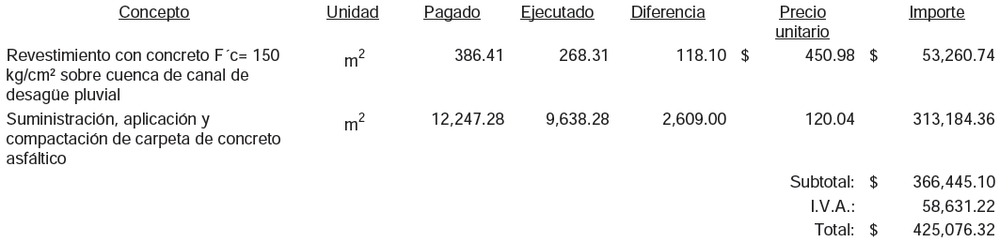 Concepto Unidad Pagado Ejecutado Diferencia Precio unitario Importe
Revestimiento con concreto F´c= 150 m² 386.41 268.31 118.10 $ 450.98 $ 53,260.74
kg/cm² sobre cuenca de canal de
desagüe pluvial
Suministración, aplicación y m² 12,247.28 9,638.28 2,609.00 120.04 313,184.36
compactación de carpeta de concreto
asfáltico
Subtotal: $ 366,445.10
I.V.A.: 58,631.22
Total: $ 425,076.32